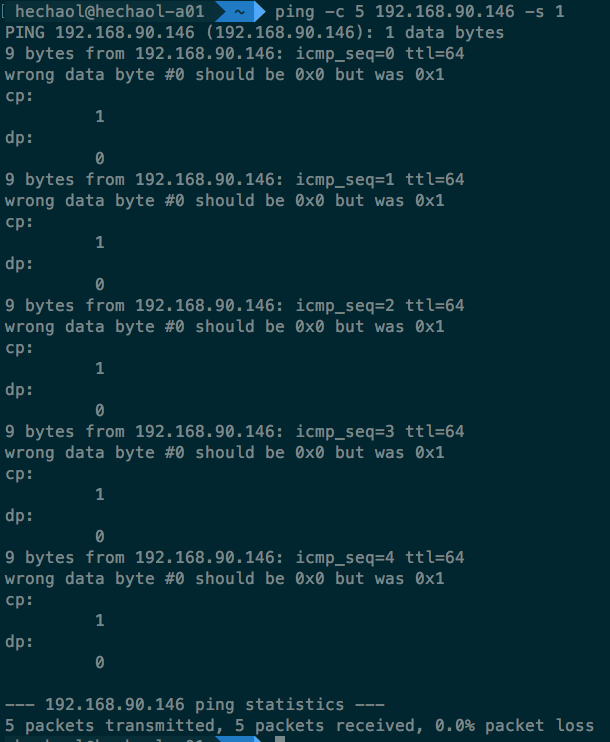 hechaol@hechaol-a01 ~ ping -c 5 192.168.90.146 -s 1
PING 192.168.90.146 (192.168.90.146): 1 data bytes
9 bytes from 192.168.90.146: icmp_seq=0 ttl=64
wrong data byte #0 should be 0x0 but was 0x1
cp:
1
dp:
0
9 bytes from 192.168.90.146: icmp_seq=1 ttl=64
wrong data byte #0 should be 0x0 but was 0x1
cp:
1
dp:
0
9 bytes from 192.168.90.146: icmp_seq=2 ttl=64
wrong data byte #0 should be 0x0 but was 0x1
cp:
1
dp:
0
9 bytes from 192.168.90.146: icmp_seq=3 ttl=64
wrong data byte #0 should be 0x0 but was 0x1
cp:
1
dp:
0
9 bytes from 192.168.90.146: icmp_seq=4 ttl=64
wrong data byte #0 should be 0x0 but was 0x1
cp:
1
dp:
0
--- 192.168.90.146 ping statistics ---
5 packets transmitted, 5 packets received, 0.0% packet loss